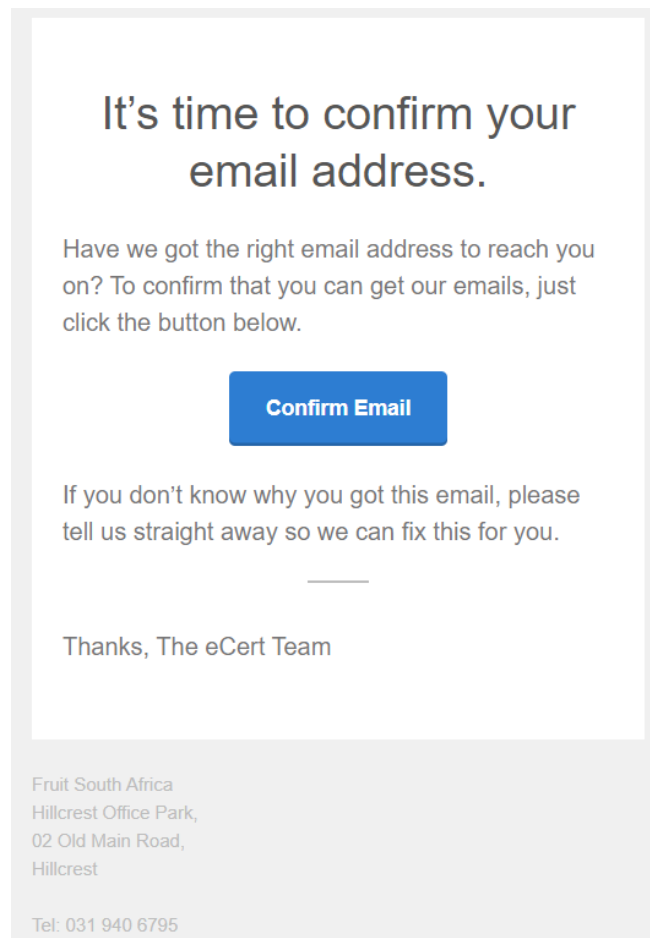 It’s time to confirm your
email address.
Have we got the right email address to reach you
on? To confirm that you can get our emails, just
click the button below.
Confirm Email
If you don’t know why you got this email, please
tell us straight away so we can fix this for you.
Thanks, The eCert Team
Fruit South Africa
Hillcrest Office Park,
02 Old Main Road,
Hillcrest
Tel: 031 940 6795